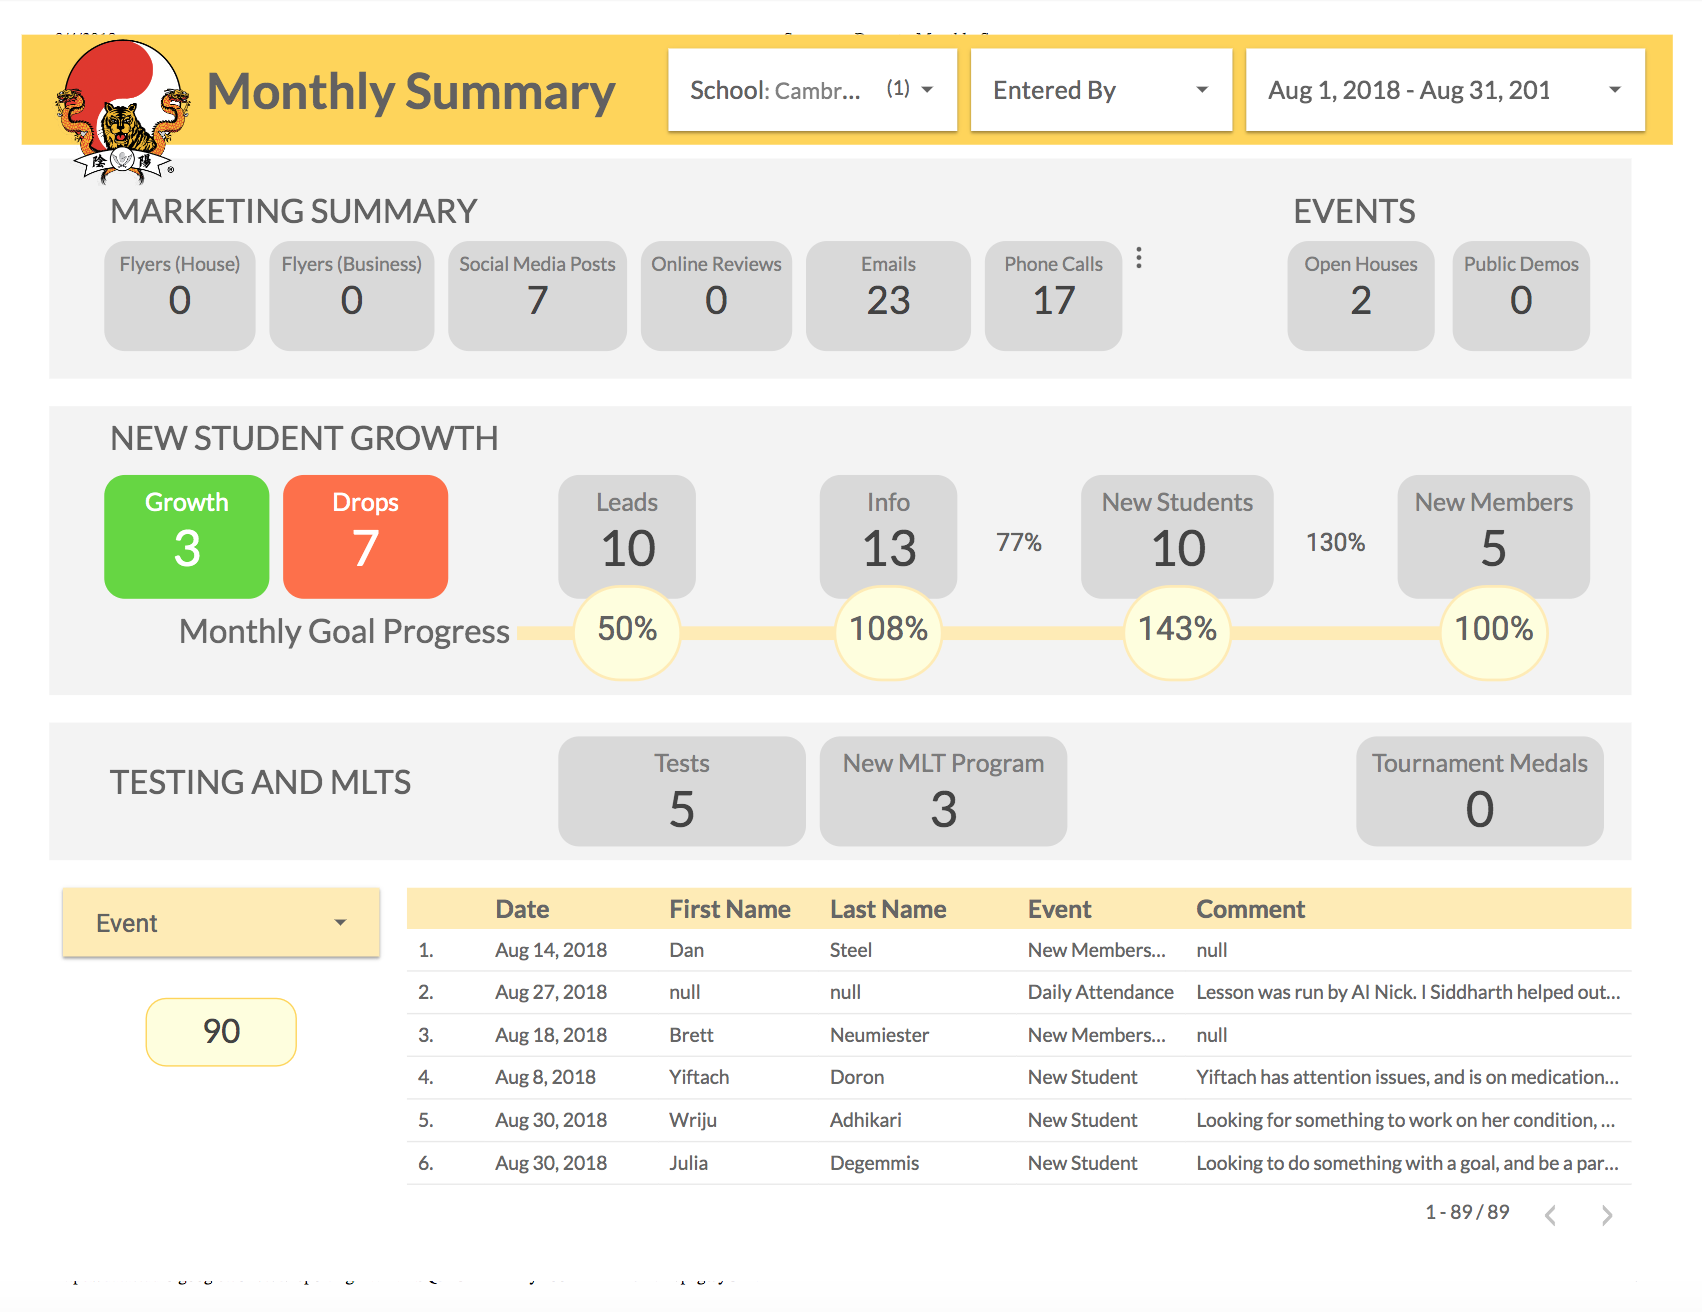 Monthly Summary
School: Cambr... (1)
Entered By
Aug 1, 2018 - Aug 31, 201
陰 陽 ®
MARKETING SUMMARY
EVENTS
Flyers (House)
0
Flyers (Business)
0
Social Media Posts
7
Online Reviews
0
Emails
23
Phone Calls
17
Open Houses
2
Public Demos
0
NEW STUDENT GROWTH
Growth
3
Drops
7
Leads
10
Info
13
77%
New Students
10
130%
New Members
5
Monthly Goal Progress
50%
108%
143%
100%
TESTING AND MLTS
Tests
5
New MLT Program
3
Tournament Medals
0
Event
90
Date First Name Last Name Event Comment
1. Aug 14, 2018 Dan Steel New Members... null
2. Aug 27, 2018 null null Daily Attendance Lesson was run by AI Nick. I Siddharth helped out...
3. Aug 18, 2018 Brett Neumiester New Members... null
4. Aug 8, 2018 Yiftach Doron New Student Yiftach has attention issues, and is on medication...
5. Aug 30, 2018 Wriju Adhikari New Student Looking for something to work on her condition, ...
6. Aug 30, 2018 Julia Degemmis New Student Looking to do something with a goal, and be a par...
1 - 89 / 89